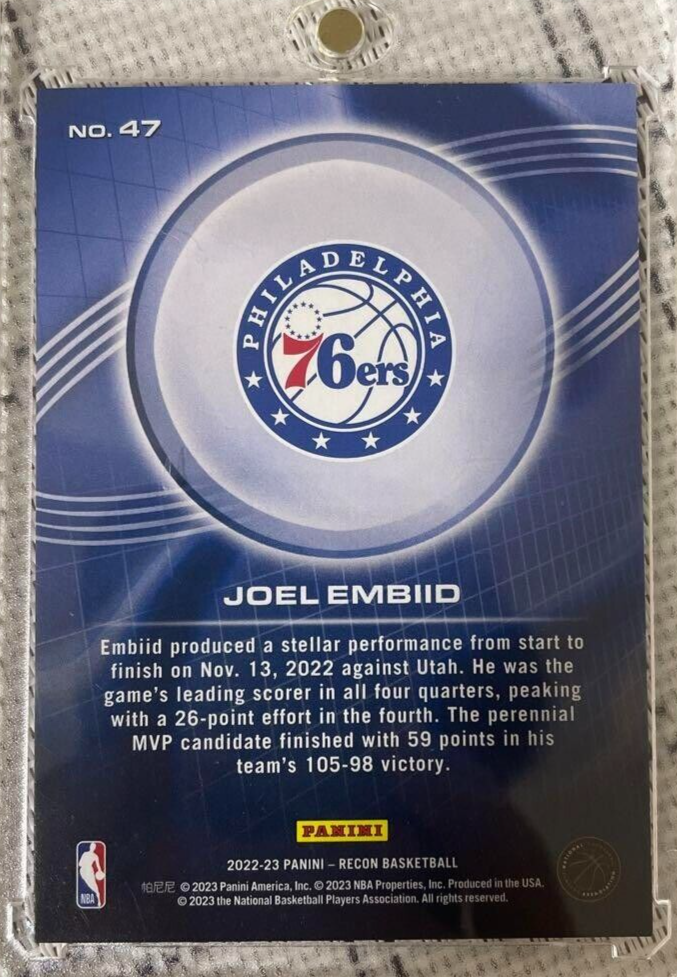 NO. 47
PHILADELPHIA
76ers
JOEL EMBIID
Embiid produced a stellar performance from start to
finish on Nov. 13, 2022 against Utah. He was the
game's leading scorer in all four quarters, peaking
with a 26-point effort in the fourth. The perennial
MVP candidate finished with 59 points in his
team's 105-98 victory.
PANINI
2022-23 PANINI – RECON BASKETBALL
帕尼尼 © 2023 Panini America, Inc. © 2023 NBA Properties, Inc. Produced in the USA.
© 2023 the National Basketball Players Association. All rights reserved.
NBA